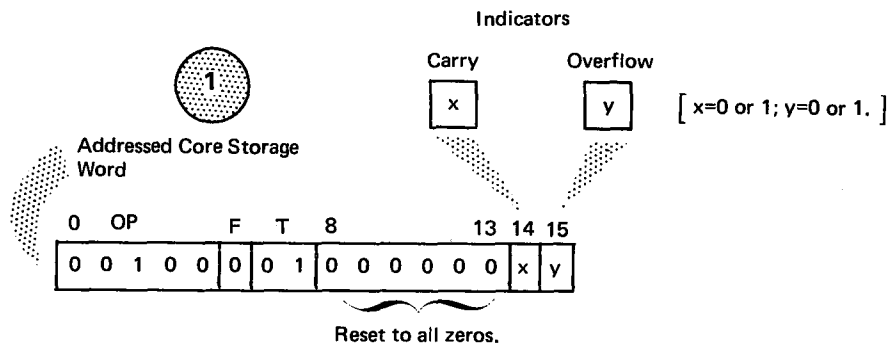 Indicators
Carry Overflow
1
x y [ x=0 or 1; y=0 or 1. ]
Addressed Core Storage
Word
0 OP F T 8 13 14 15
0 0 1 0 0 0 0 1 0 0 0 0 0 0 x y
Reset to all zeros.